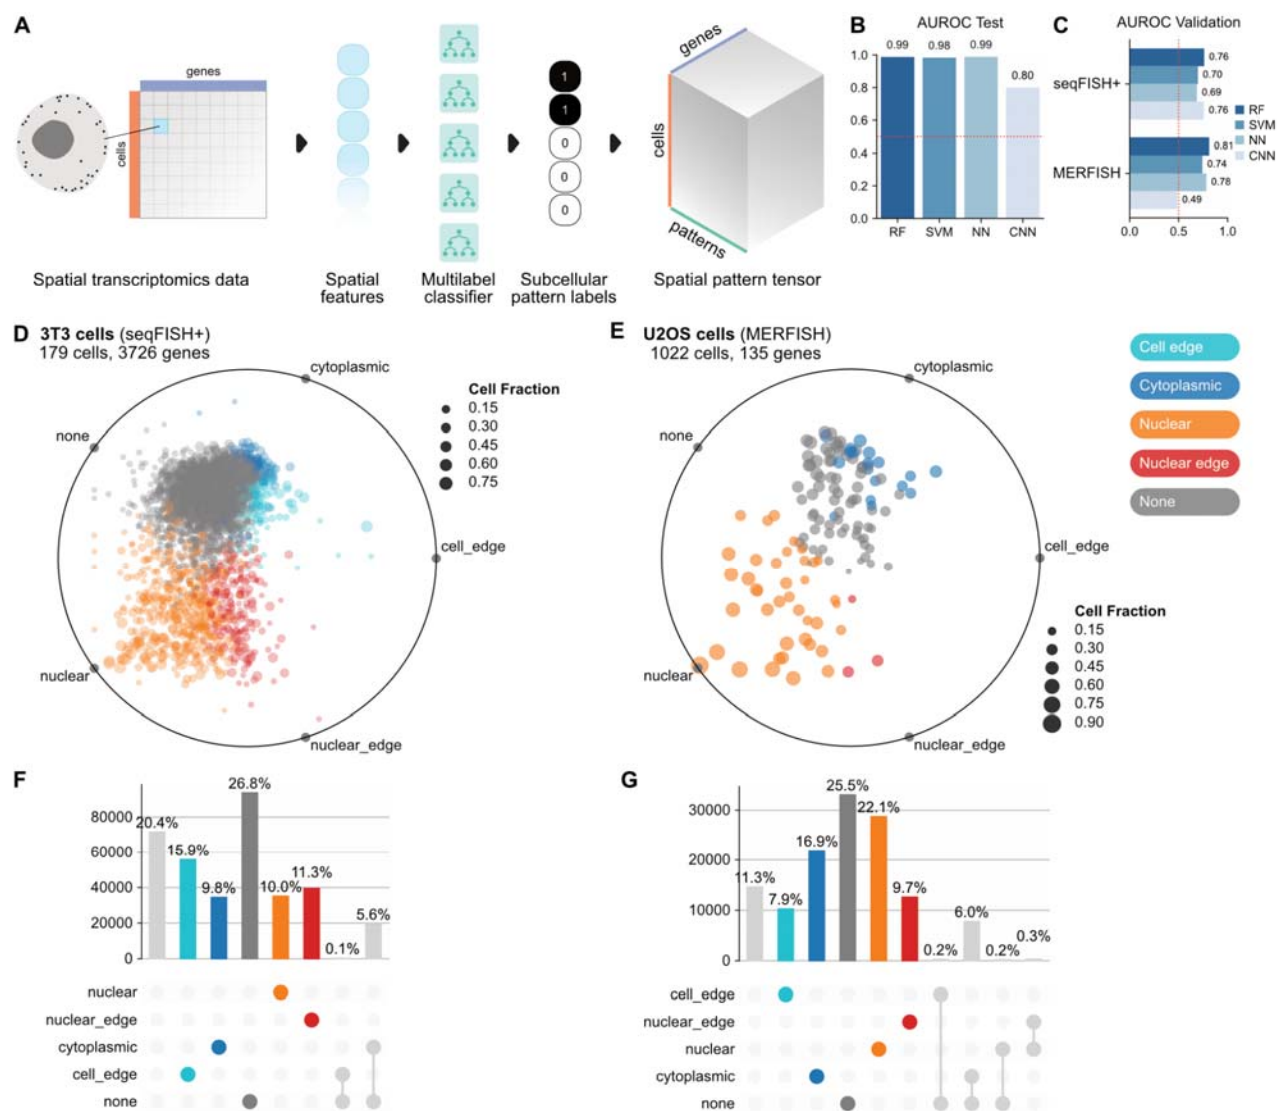 A
genes
cells
1
1
0
0
0
genes
cells
patterns
Spatial transcriptomics data
Spatial
features
Multilabel
classifier
Subcellular
pattern labels
Spatial pattern tensor
B
AUROC Test
0.99
0.98
0.99
0.80
1.0
0.8
0.6
0.4
0.2
0.0
RF
SVM
NN
CNN
C
AUROC Validation
seqFISH+
0.76
0.70
0.69
0.76
MERFISH
0.81
0.74
0.78
0.49
0.0
0.5
1.0
RF
SVM
NN
CNN
D
3T3 cells (seqFISH+)
179 cells, 3726 genes
cytoplasmic
none
cell_edge
nuclear
nuclear_edge
Cell Fraction
0.15
0.30
0.45
0.60
0.75
E
U2OS cells (MERFISH)
1022 cells, 135 genes
cytoplasmic
none
cell_edge
nuclear
nuclear_edge
Cell Fraction
0.15
0.30
0.45
0.60
0.75
0.90
Cell edge
Cytoplasmic
Nuclear
Nuclear edge
None
F
80000
60000
40000
20000
0
20.4%
15.9%
9.8%
26.8%
10.0%
11.3%
0.1%
5.6%
nuclear
nuclear_edge
cytoplasmic
cell_edge
none
G
30000
20000
10000
0
11.3%
7.9%
16.9%
25.5%
22.1%
9.7%
0.2%
6.0%
0.2%
0.3%
cell_edge
nuclear_edge
nuclear
cytoplasmic
none